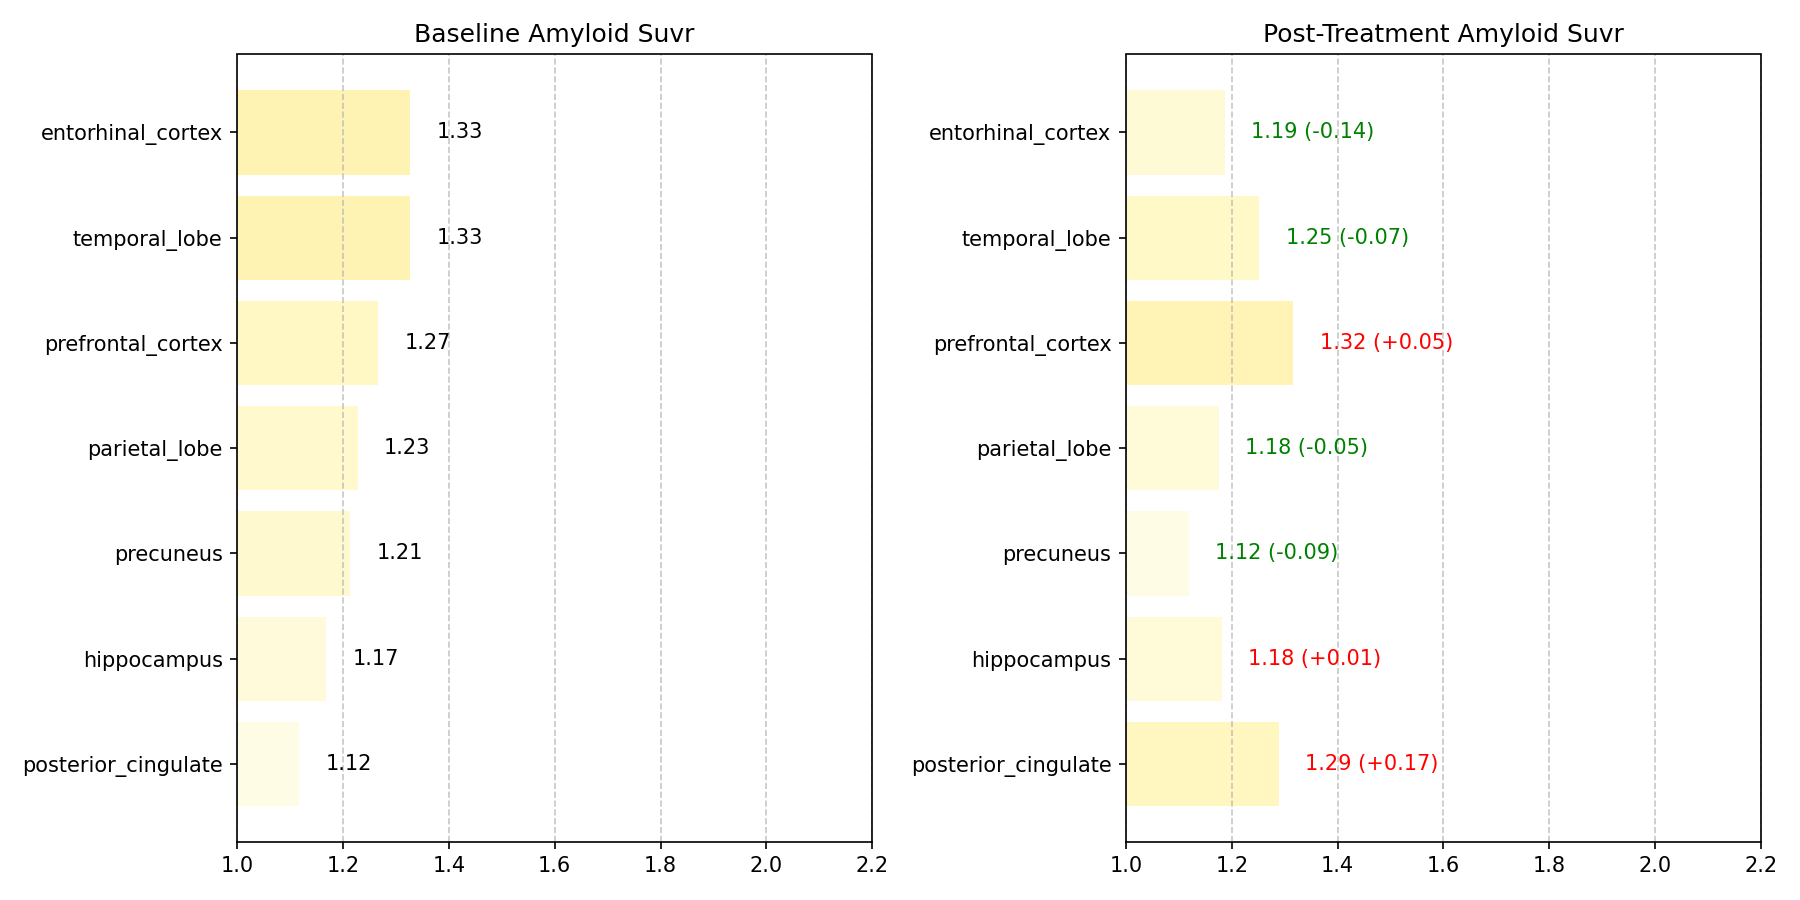 Baseline Amyloid Suvr
entorhinal_cortex 1.33
temporal_lobe 1.33
prefrontal_cortex 1.27
parietal_lobe 1.23
precuneus 1.21
hippocampus 1.17
posterior_cingulate 1.12
1.0 1.2 1.4 1.6 1.8 2.0 2.2
Post-Treatment Amyloid Suvr
entorhinal_cortex 1.19 (-0.14)
temporal_lobe 1.25 (-0.07)
prefrontal_cortex 1.32 (+0.05)
parietal_lobe 1.18 (-0.05)
precuneus 1.12 (-0.09)
hippocampus 1.18 (+0.01)
posterior_cingulate 1.29 (+0.17)
1.0 1.2 1.4 1.6 1.8 2.0 2.2